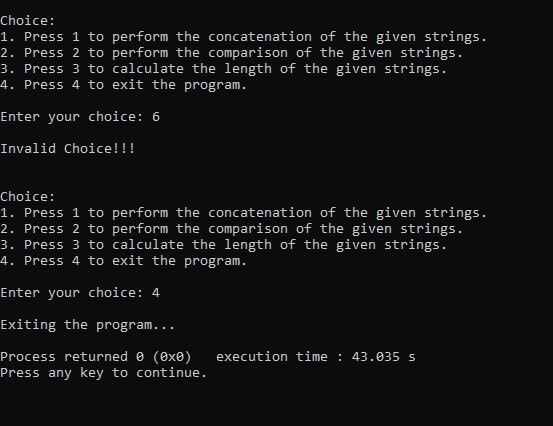 Choice:
1. Press 1 to perform the concatenation of the given strings.
2. Press 2 to perform the comparison of the given strings.
3. Press 3 to calculate the length of the given strings.
4. Press 4 to exit the program.
Enter your choice: 6
Invalid Choice!!!
Choice:
1. Press 1 to perform the concatenation of the given strings.
2. Press 2 to perform the comparison of the given strings.
3. Press 3 to calculate the length of the given strings.
4. Press 4 to exit the program.
Enter your choice: 4
Exiting the program...
Process returned 0 (0x0)   execution time : 43.035 s
Press any key to continue.